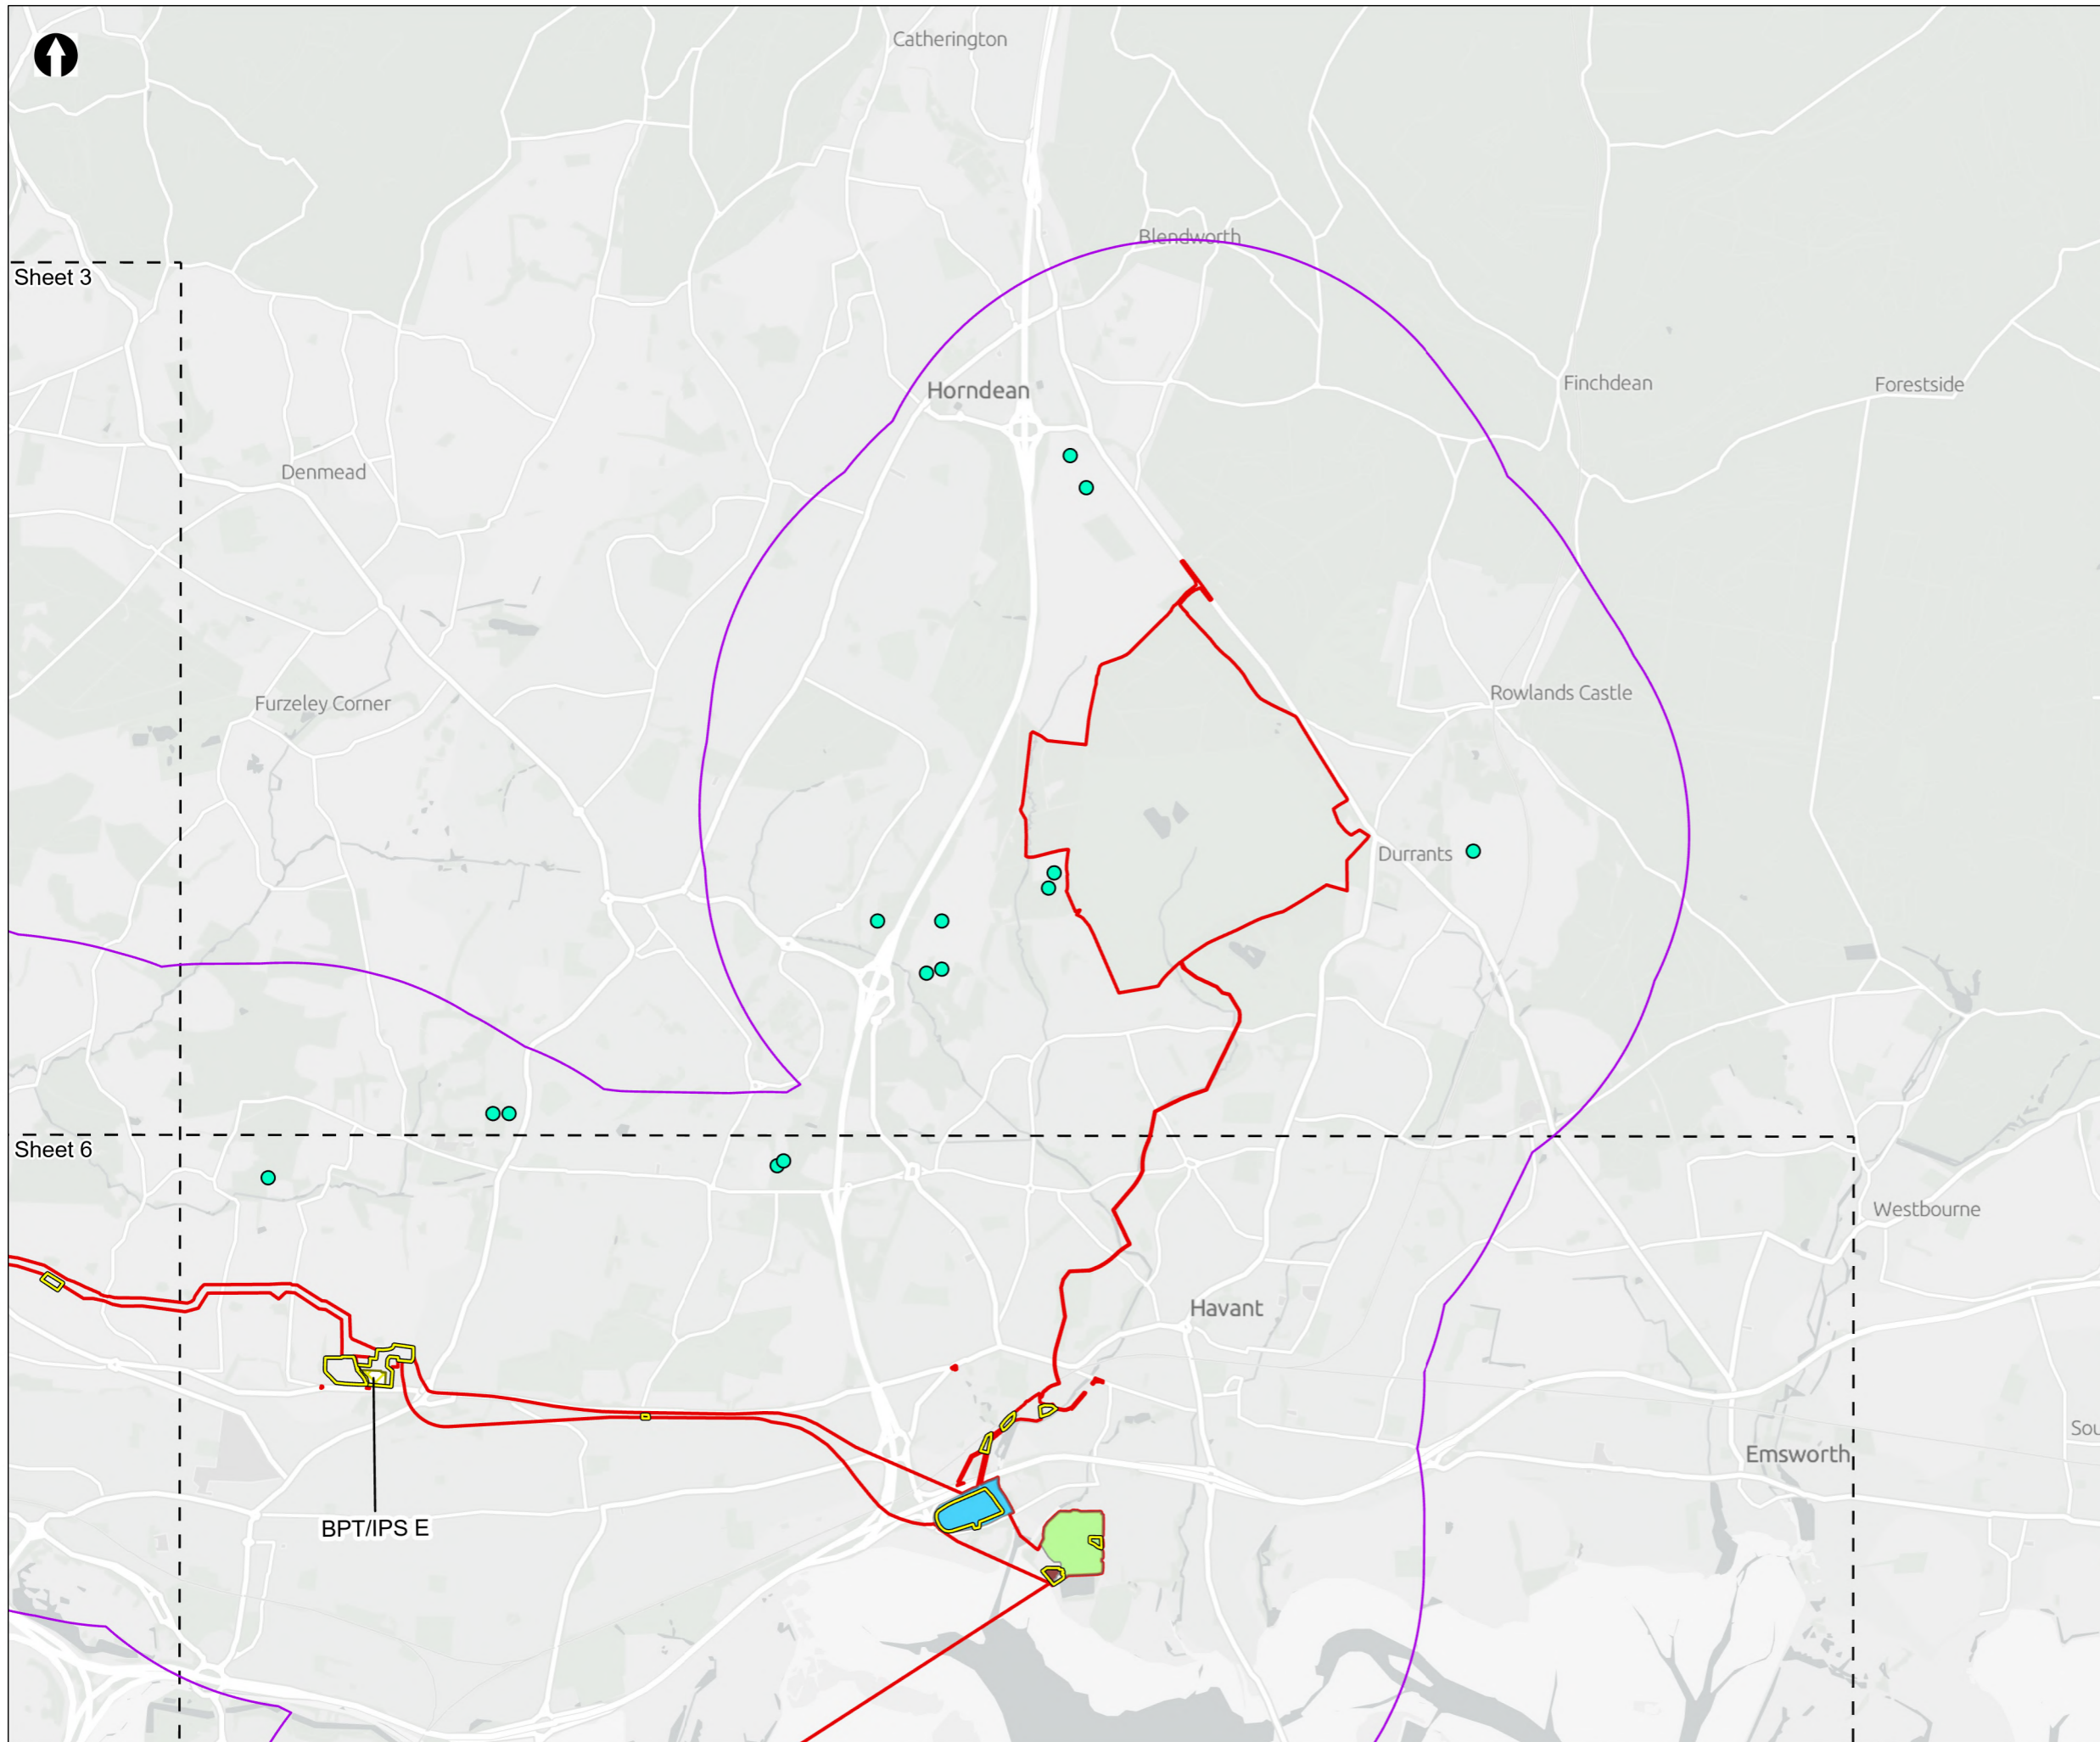 Catherington
Blendworth
Sheet 3
Horndean
Finchdean
Forestside
Denmead
Rowlands Castle
Furzeley Corner
Durrants
Sheet 6
Westbourne
Havant
Sou
Emsworth
BPT/IPS E